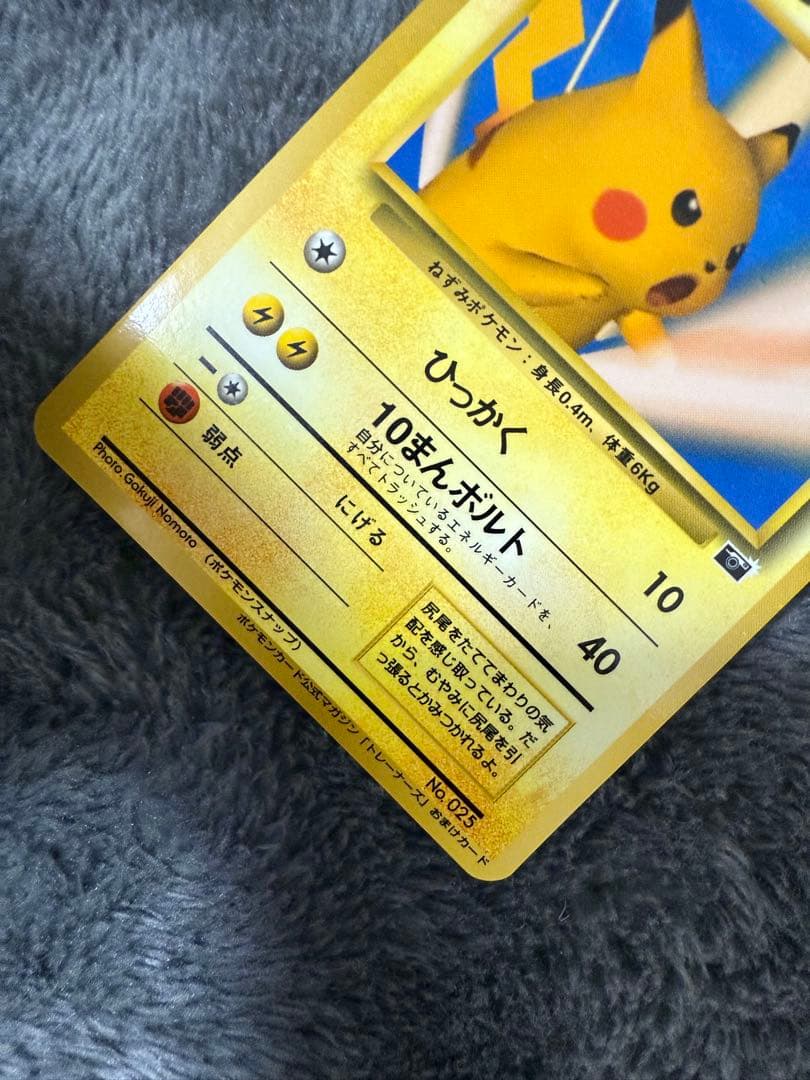 ねずみポケモン：身長0.4m、体重6Kg
ひっかく 10
10まんボルト 40
自分についているエネルギーカードを、
すべてトラッシュする。
弱点
にげる
尻尾をたててまわりの気
配を感じ取っている。だ
から、むやみに尻尾を引
っ張るとかみつかれるよ。
Photo. Gakuji Nomoto （ポケモンスナップ） No. 025
ポケモンカード公式マガジン「トレーナーズ」おまけカード